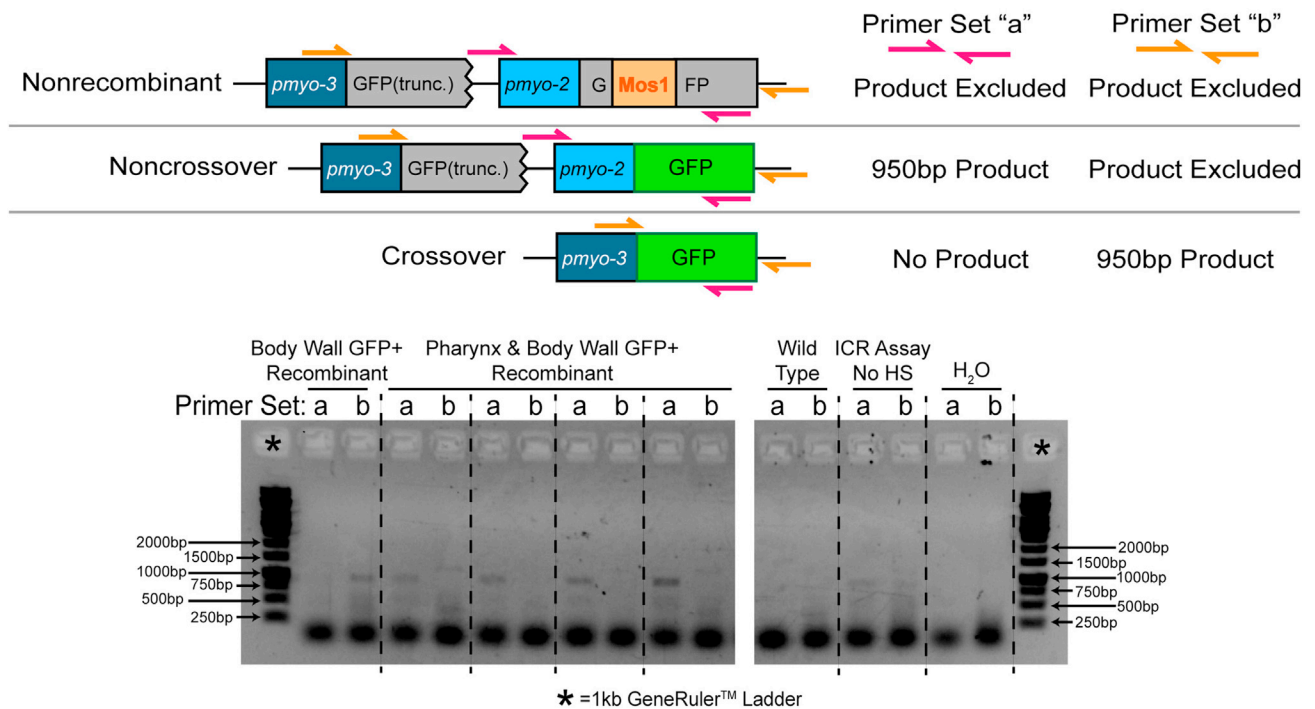 Primer Set "a" Primer Set "b"
Nonrecombinant pmyo-3 GFP(trunc.) pmyo-2 G Mos1 FP Product Excluded Product Excluded
Noncrossover pmyo-3 GFP(trunc.) pmyo-2 GFP 950bp Product Product Excluded
Crossover pmyo-3 GFP No Product 950bp Product
Body Wall GFP+
Recombinant
Pharynx & Body Wall GFP+
Recombinant
Wild
Type
ICR Assay
No HS
H₂O
Primer Set: a b a b a b a b a b a b a b a b
* *
2000bp
1500bp
1000bp
750bp
500bp
250bp
2000bp
1500bp
1000bp
750bp
500bp
250bp
* =1kb GeneRuler™ Ladder